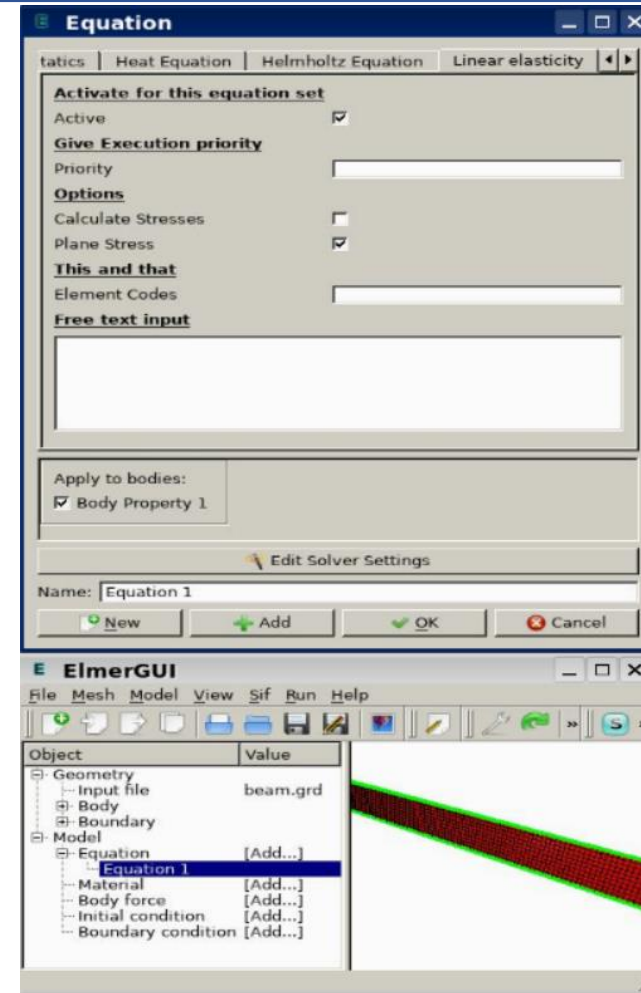 Equation
tatics | Heat Equation | Helmholtz Equation | Linear elasticity
Activate for this equation set
Active
Give Execution priority
Priority
Options
Calculate Stresses
Plane Stress
This and that
Element Codes
Free text input
Apply to bodies:
Body Property 1
Edit Solver Settings
Name: Equation 1
New Add OK Cancel
E ElmerGUI
File Mesh Model View Sif Run Help
» S
Object Value
Geometry
Input file beam.grd
Body
Boundary
Model
Equation [Add...]
Equation 1
Material [Add...]
Body force [Add...]
Initial condition [Add...]
Boundary condition [Add...]